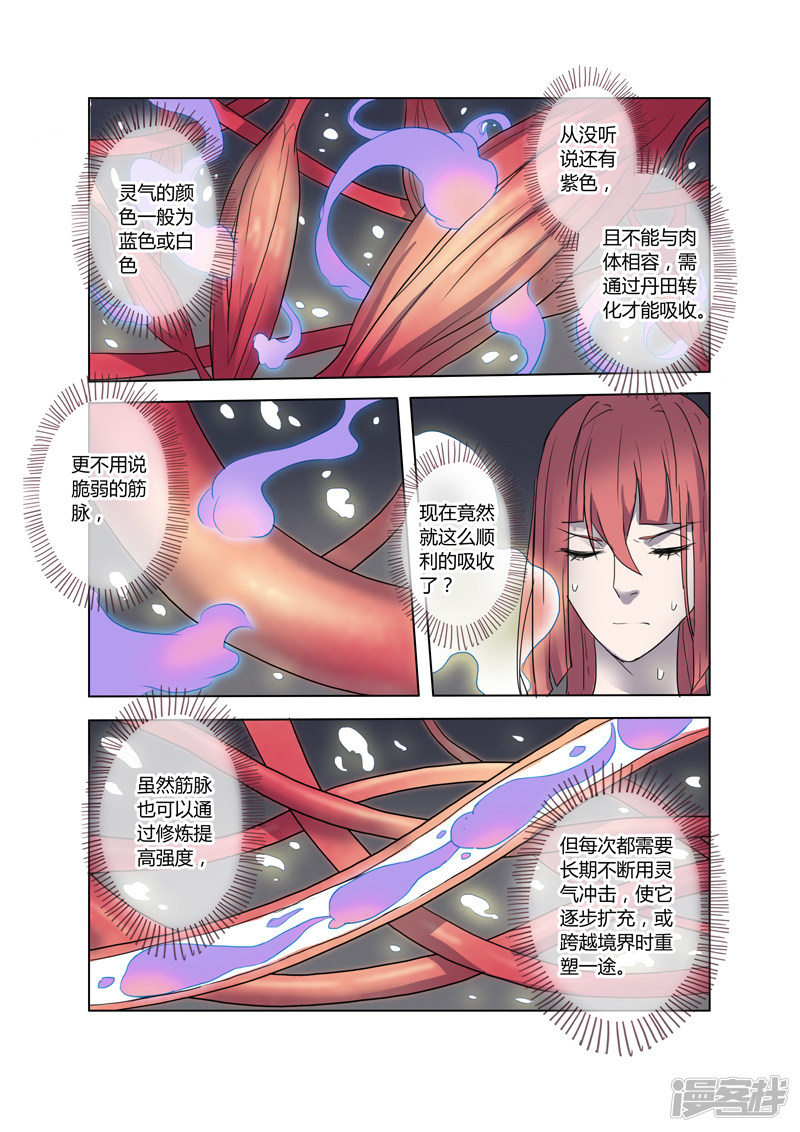 灵气的颜
色一般为
蓝色或白
色
从没听
说还有
紫色，
且不能与肉
体相容，需
通过丹田转
化才能吸收。
更不用说
脆弱的筋
脉，
现在竟然
就这么顺
利的吸收
了？
虽然筋脉
也可以通
过修炼提
高强度，
但每次都需要
长期不断用灵
气冲击，使它
逐步扩充，或
跨越境界时重
塑一途。
漫客栈